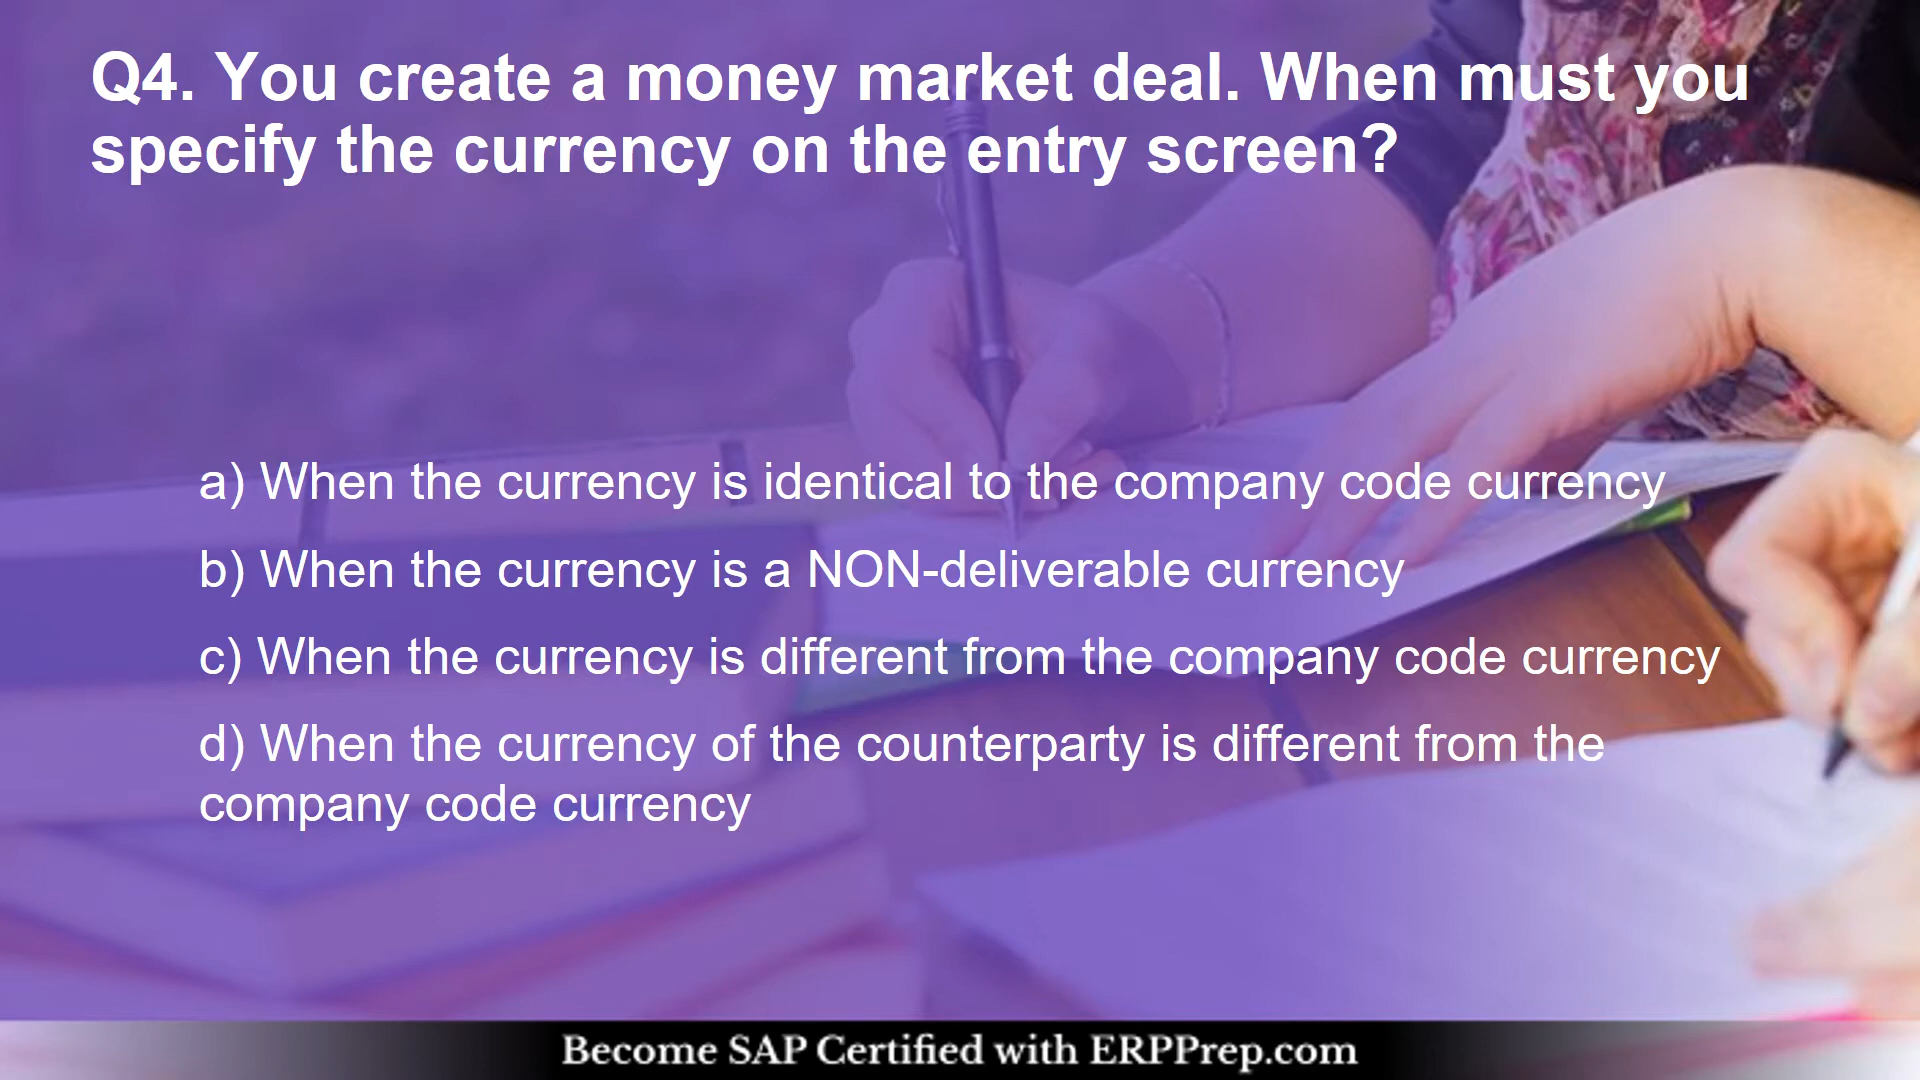 Q4. You create a money market deal. When must you
specify the currency on the entry screen?
a) When the currency is identical to the company code currency
b) When the currency is a NON-deliverable currency
c) When the currency is different from the company code currency
d) When the currency of the counterparty is different from the
company code currency
Become SAP Certified with ERPPrep.com